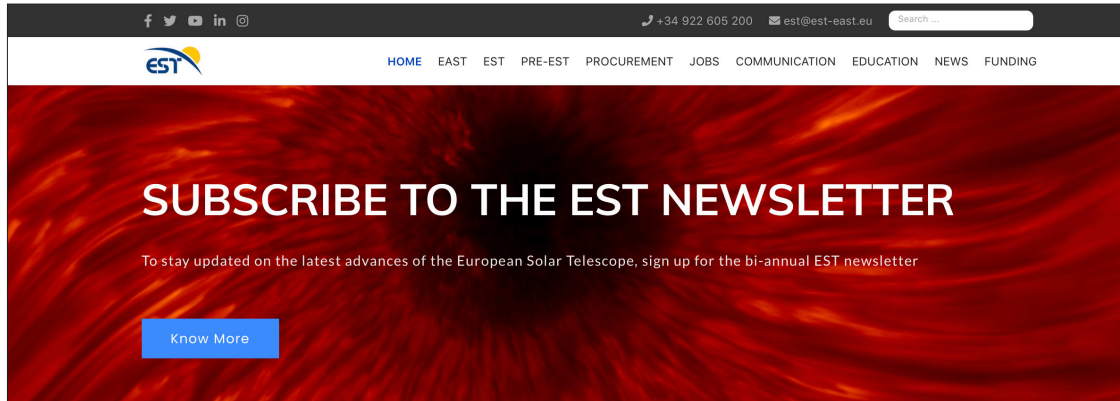 +34 922 605 200 est@est-east.eu Search ...
EST HOME EAST EST PRE-EST PROCUREMENT JOBS COMMUNICATION EDUCATION NEWS FUNDING
SUBSCRIBE TO THE EST NEWSLETTER
To stay updated on the latest advances of the European Solar Telescope, sign up for the bi-annual EST newsletter
Know More